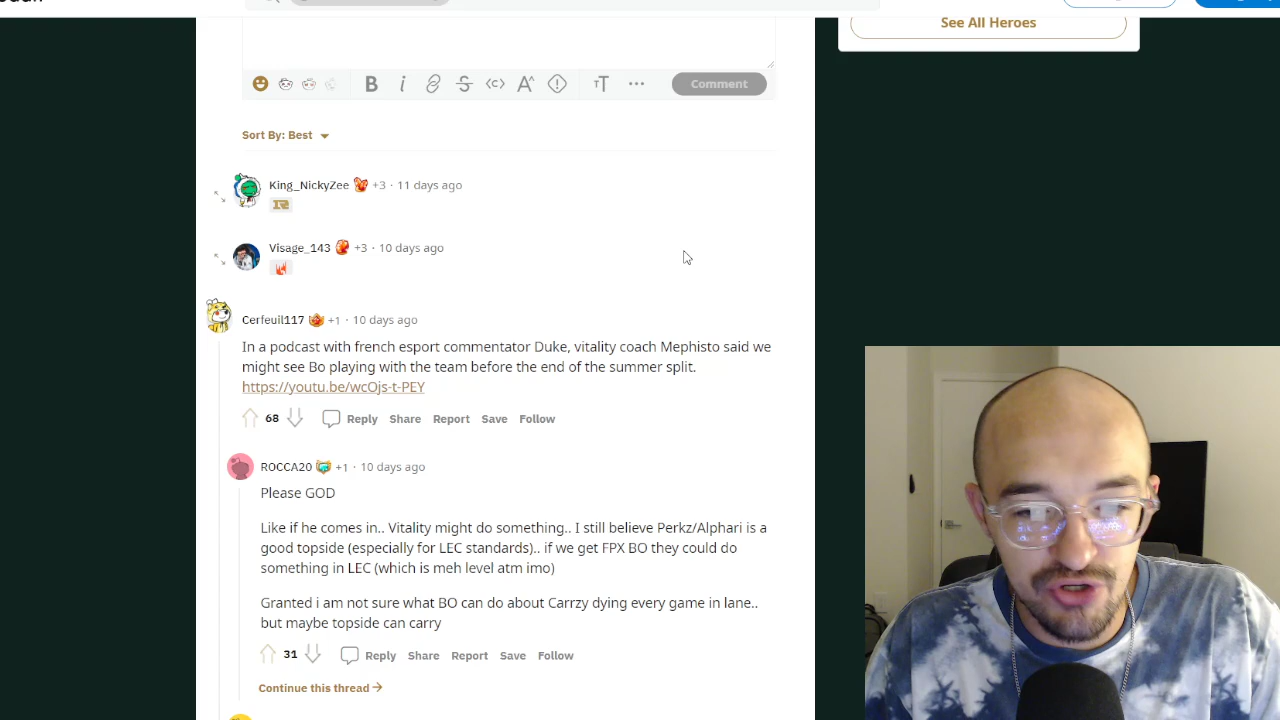 See All Heroes
B i <c> A T
Comment
Sort By: Best
King_NickyZee +3 · 11 days ago
Visage_143 +3 · 10 days ago
Cerfeuil117 +1 · 10 days ago
In a podcast with french esport commentator Duke, vitality coach Mephisto said we
might see Bo playing with the team before the end of the summer split.
https://youtu.be/wcOjs-t-PEY
68 Reply Share Report Save Follow
ROCCA20 +1 · 10 days ago
Please GOD
Like if he comes in.. Vitality might do something.. I still believe Perkz/Alphari is a
good topside (especially for LEC standards).. if we get FPX BO they could do
something in LEC (which is meh level atm imo)
Granted i am not sure what BO can do about Carrzy dying every game in lane..
but maybe topside can carry
31 Reply Share Report Save Follow
Continue this thread